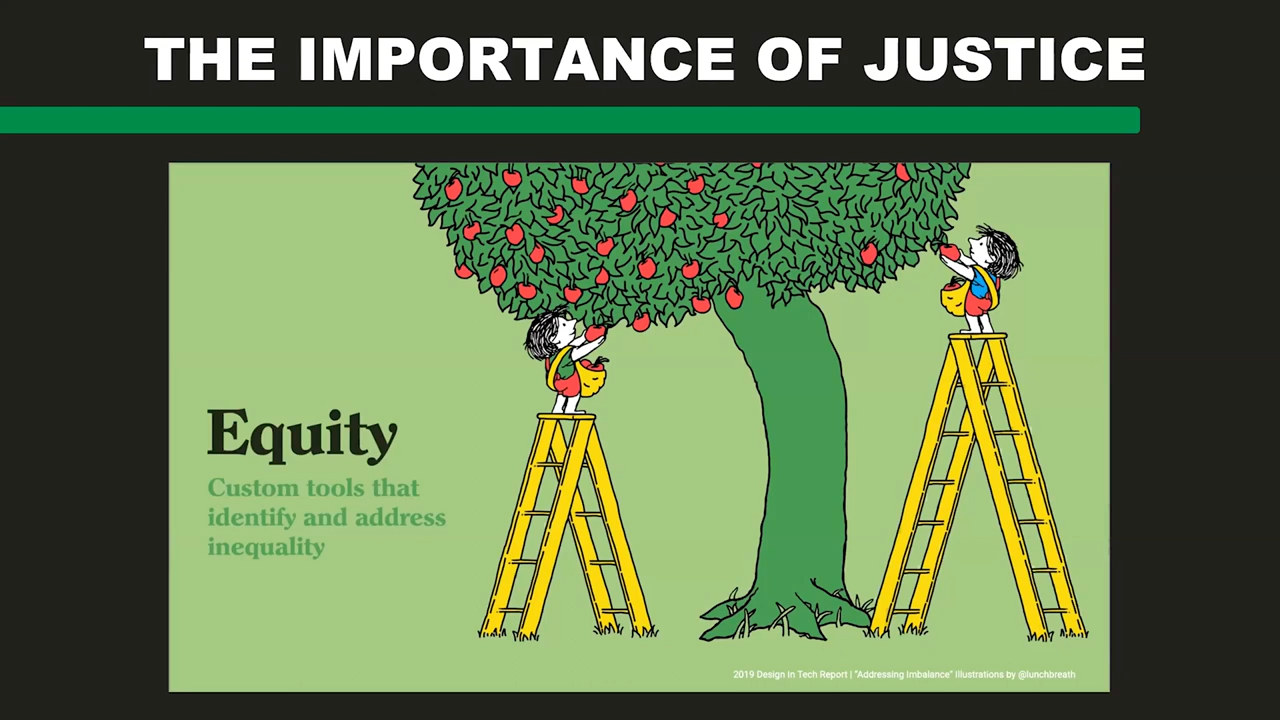 THE IMPORTANCE OF JUSTICE
Equity
Custom tools that
identify and address
inequality
2019 Design in Tech Report | "Addressing Imbalance" Illustrations by @lunchbreath